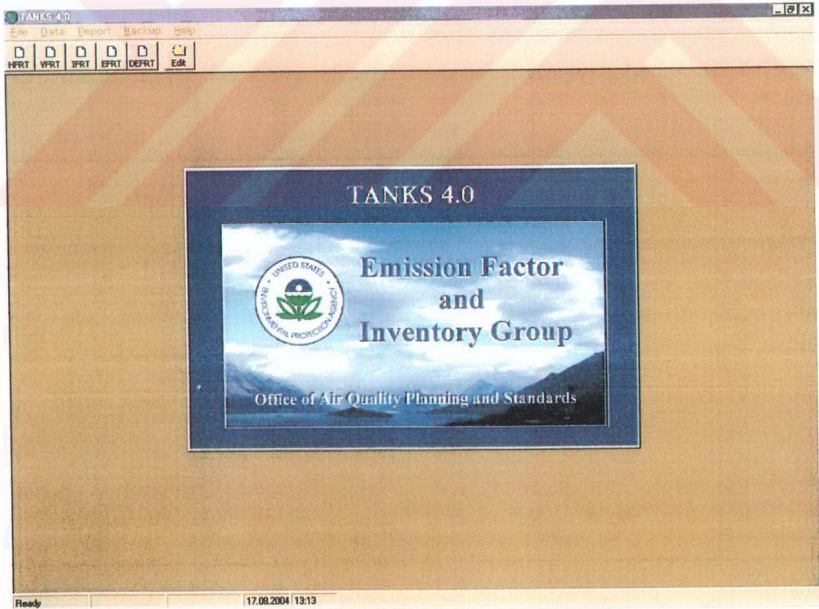 TANKS 4.0
File Data Report Backup Help
HFRT VFRT IFRT EFRT DEFRT Edit
TANKS 4.0
UNITED STATES
ENVIRONMENTAL PROTECTION AGENCY
Emission Factor
and
Inventory Group
Office of Air Quality Planning and Standards
Ready 17.08.2004 13:13